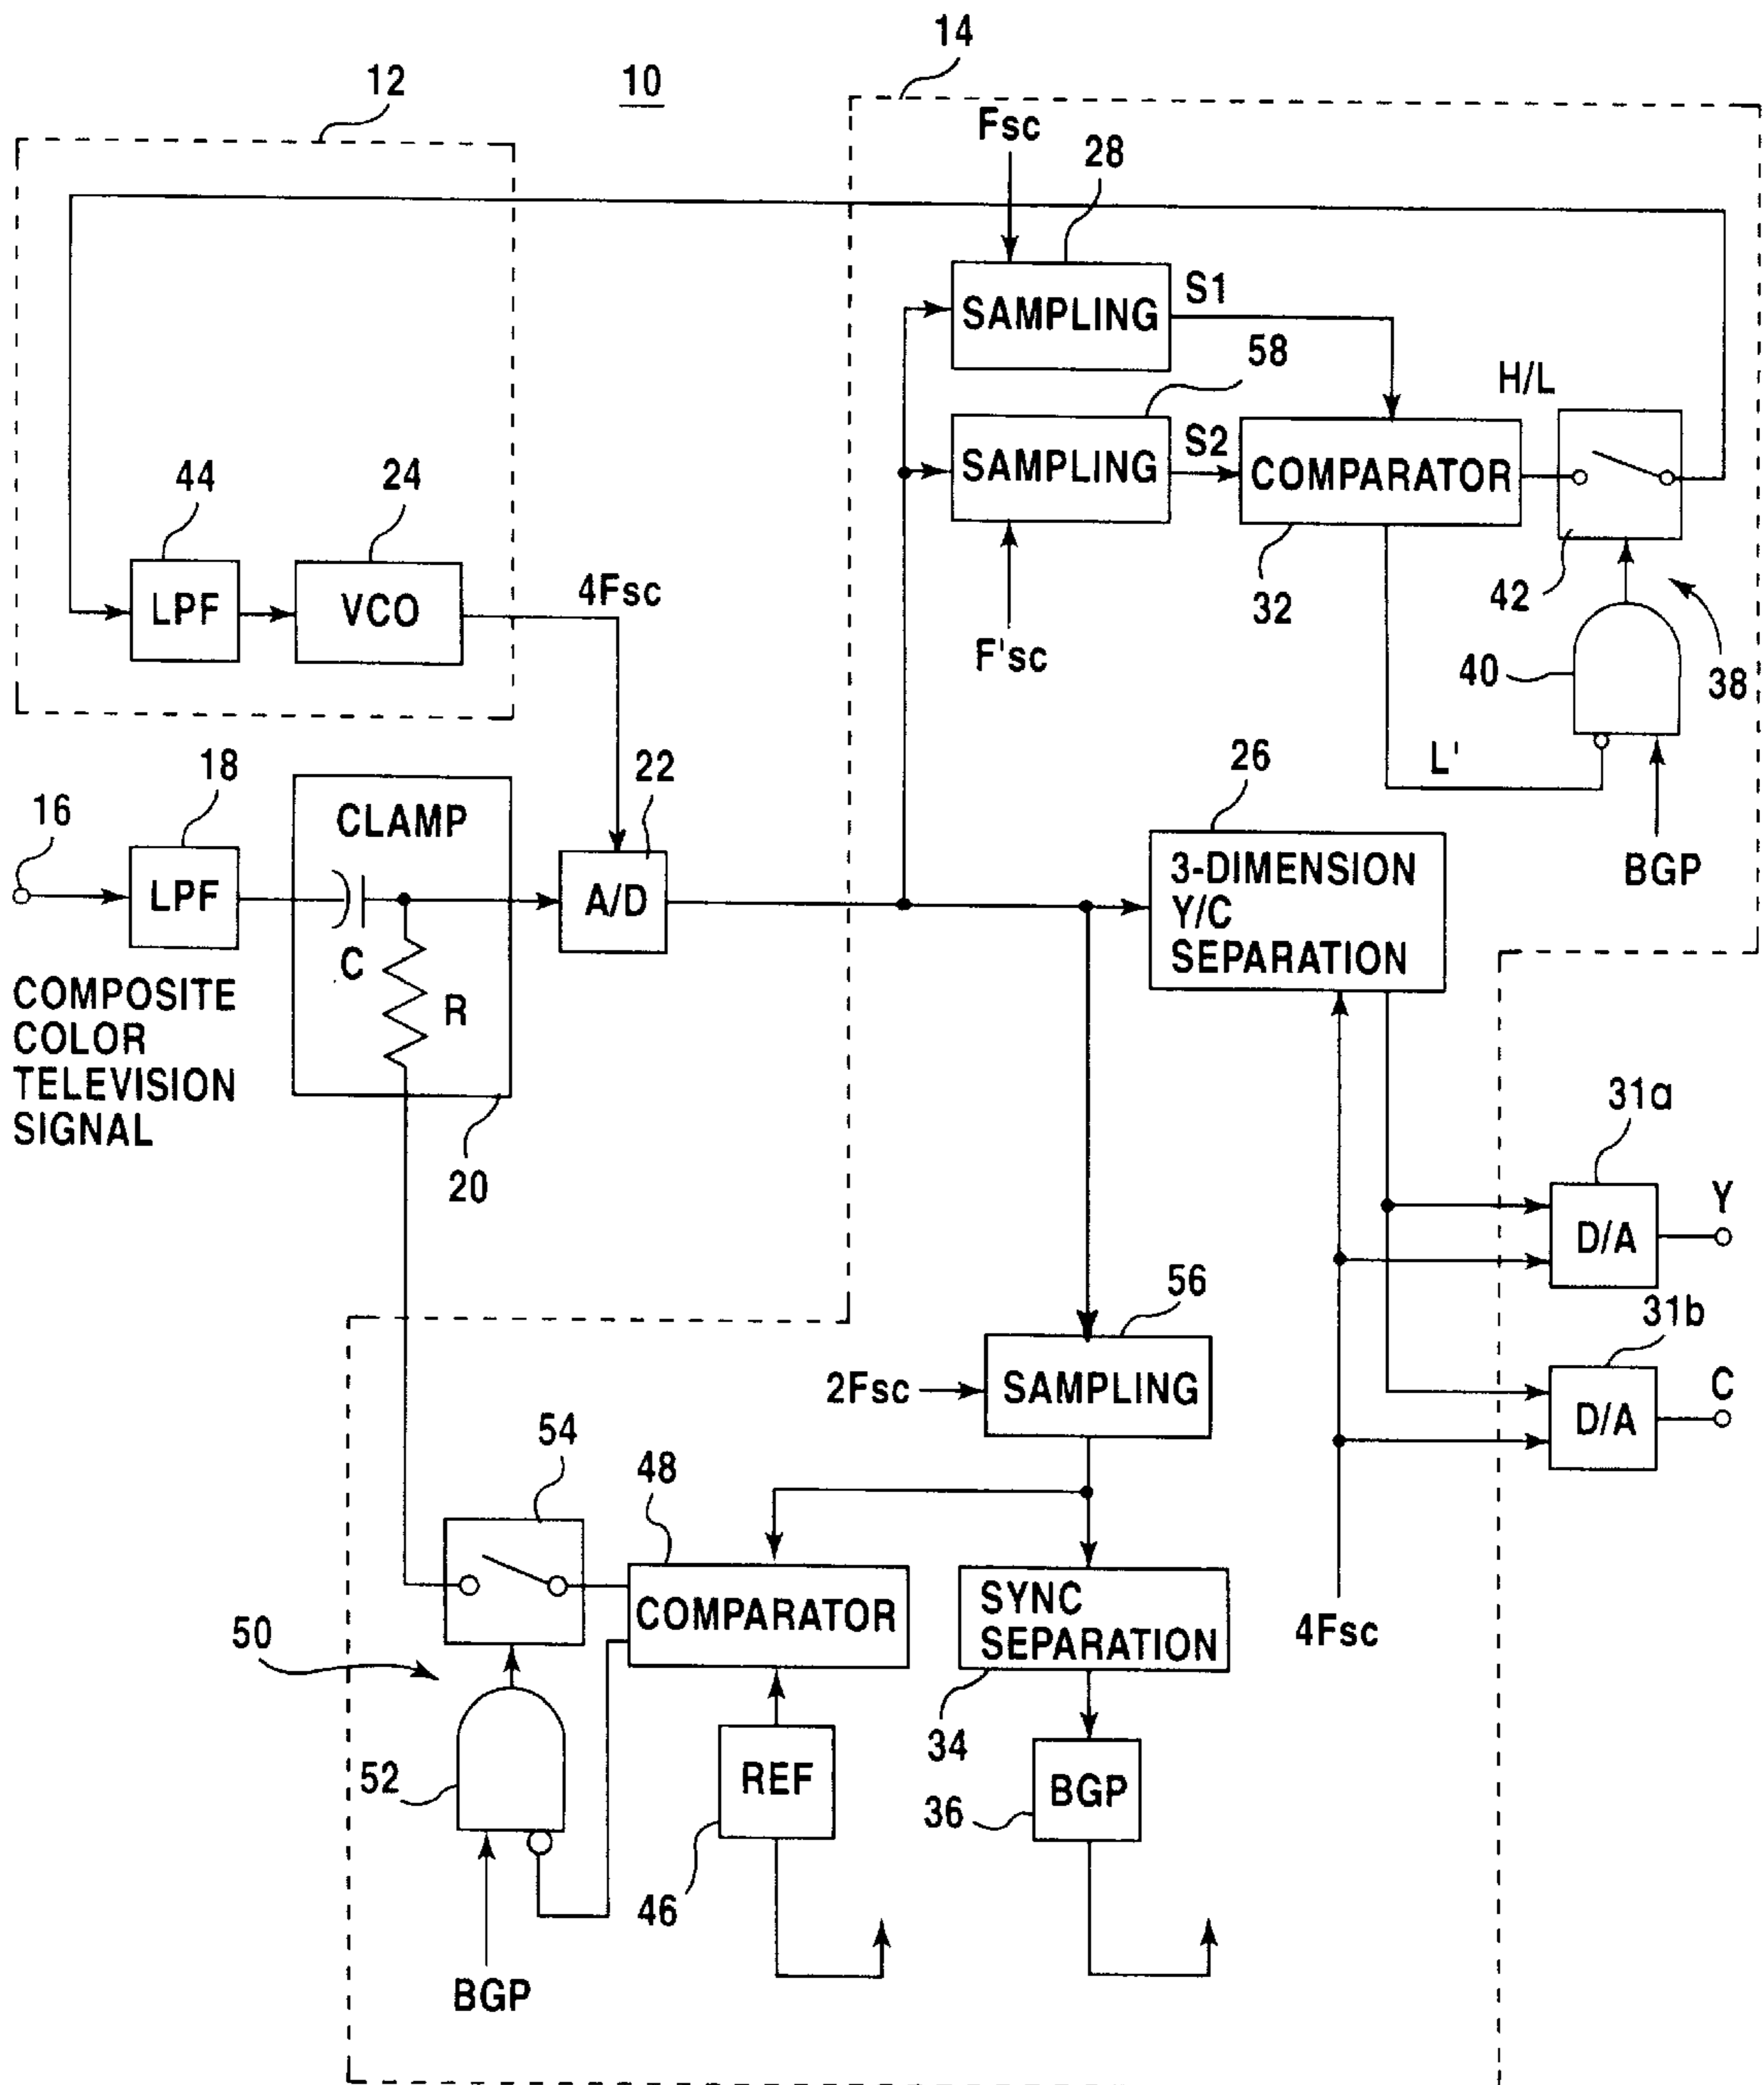 14
12
10
Fsc
28
SAMPLING
S1
58
H/L
SAMPLING
S2
COMPARATOR
44
24
4Fsc
LPF
VCO
F'sc
32
42
40
38
L'
BGP
16
18
CLAMP
22
26
LPF
C
R
A/D
3-DIMENSION
Y/C
SEPARATION
COMPOSITE
COLOR
TELEVISION
SIGNAL
20
31a
D/A
Y
56
31b
2Fsc
SAMPLING
D/A
C
54
48
50
COMPARATOR
SYNC
SEPARATION
4Fsc
34
52
REF
36
BGP
46
BGP